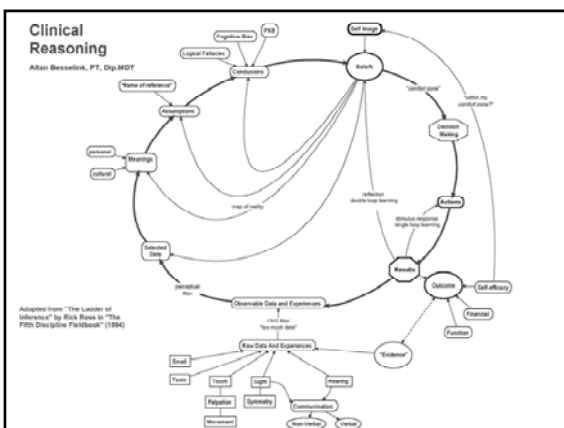 Clinical
Reasoning
Allan Besselink, PT, Dip.MDT
PKB
Cognitive Bias
Logical Fallacies
Conclusions
Self Image
Beliefs
"frame of reference"
Assumptions
"comfort zone"
"within my
comfort zone?"
Decision
Making
personal
Meanings
cultural
reflection
double loop learning
Actions
map of reality
stimulus-response
single loop learning
Selected
Data
Results
Outcome
Self-efficacy
perceptual
filter
Observable Data and Experiences
Financial
Function
Adapted from "The Ladder of
Inference" by Rick Ross in "The
Fifth Discipline Fieldbook" (1994)
filter
"too much data"
Raw Data And Experiences
"Evidence"
Smell
Taste
Touch
Sight
Hearing
Palpation
Symmetry
Communication
Movement
Non-Verbal
Verbal